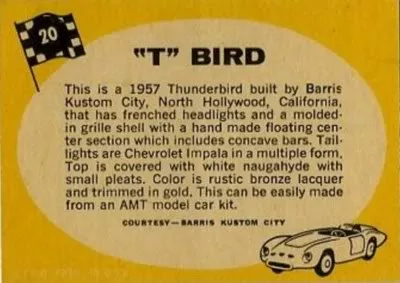 20
"T" BIRD
This is a 1957 Thunderbird built by Barris
Kustom City, North Hollywood, California,
that has frenched headlights and a molded-
in grille shell with a hand made floating cen-
ter section which includes concave bars. Tail-
lights are Chevrolet Impala in a multiple form,
Top is covered with white naugahyde with
small pleats. Color is rustic bronze lacquer
and trimmed in gold. This can be easily made
from an AMT model car kit.
COURTESY—BARRIS KUSTOM CITY